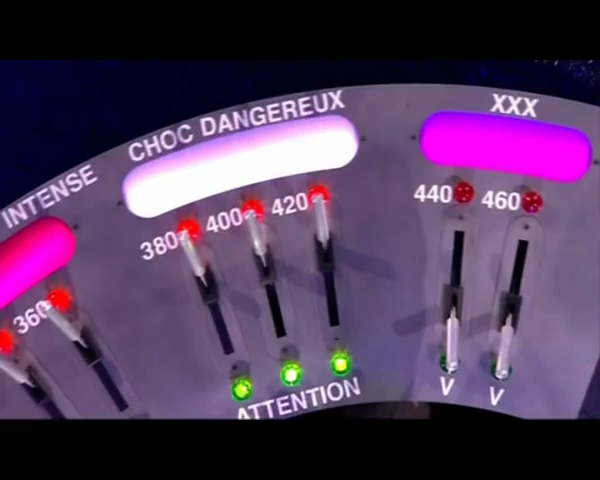 INTENSE
CHOC DANGEREUX
XXX
360
380
400
420
440
460
ATTENTION
V
V